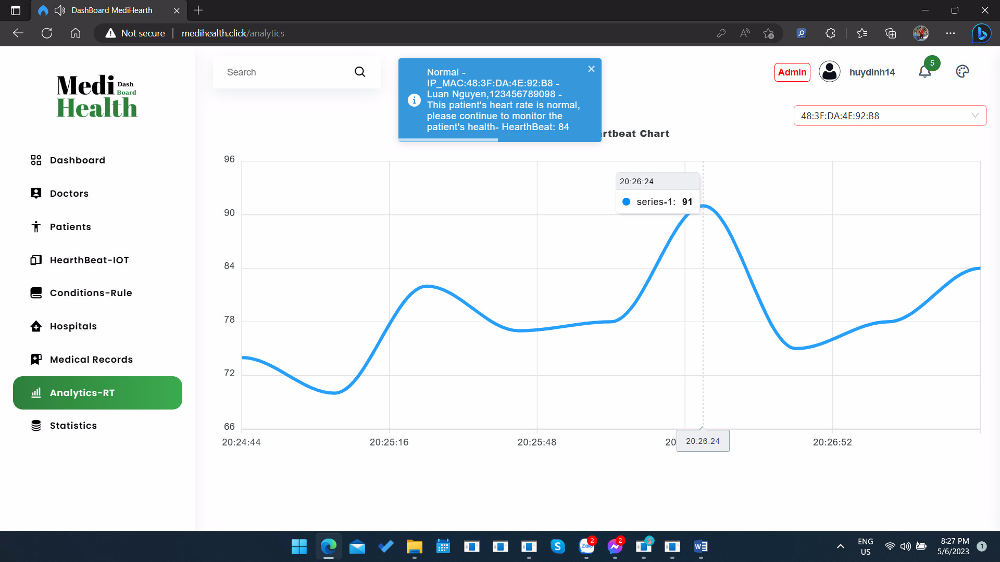 DashBoard MediHearth
Not secure
medihealth.click/analytics
Medi Dash
Board
Health
Search
Normal -
IP_MAC:48:3F:DA:4E:92:B8 -
Luan Nguyen,123456789098 -
This patient's heart rate is normal,
please continue to monitor the
patient's health- HearthBeat: 84
Admin
huydinh14
5
48:3F:DA:4E:92:B8
rtbeat Chart
Dashboard
Doctors
Patients
HearthBeat-IOT
Conditions-Rule
Hospitals
Medical Records
Analytics-RT
Statistics
96
90
84
78
72
66
20:26:24
series-1: 91
20:24:44
20:25:16
20:25:48
20
20:26:24
20:26:52
Zalo
2
2
ENG
US
8:27 PM
5/6/2023
1